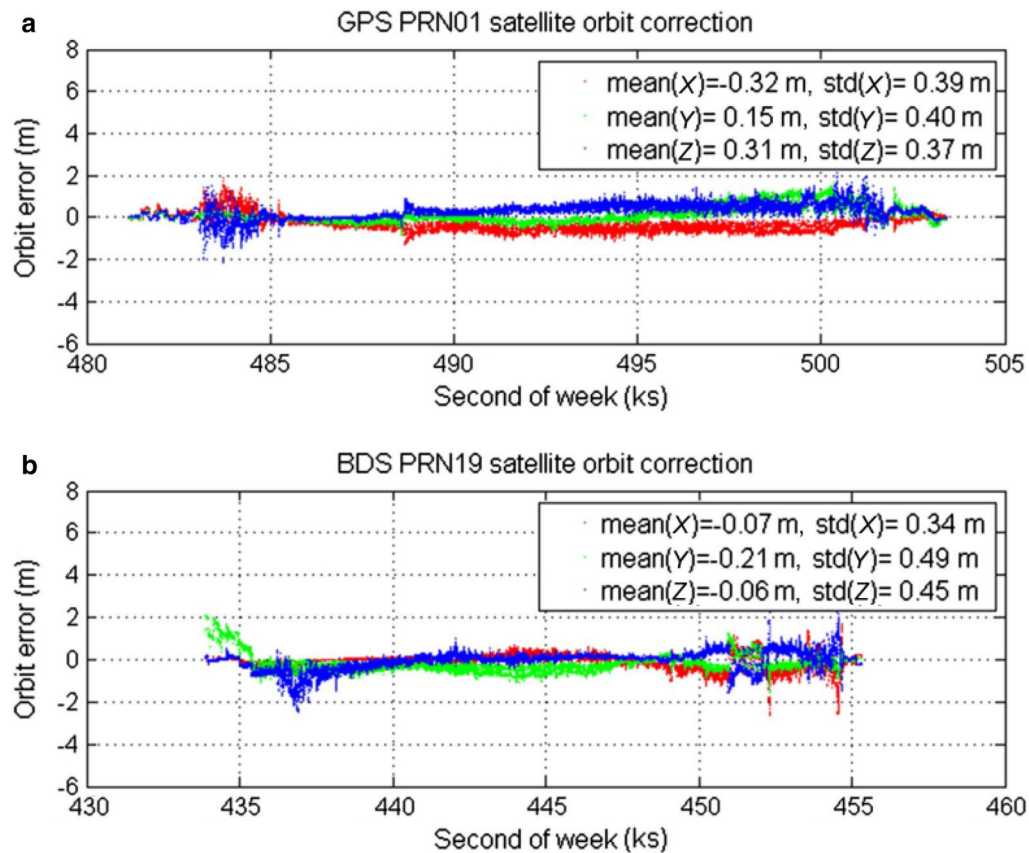 a
GPS PRN01 satellite orbit correction
8
6
4
2
0
-2
-4
-6
Orbit error (m)
mean(X)=-0.32 m, std(X)= 0.39 m
mean(Y)= 0.15 m, std(Y)= 0.40 m
mean(Z)= 0.31 m, std(Z)= 0.37 m
480 485 490 495 500 505
Second of week (ks)
b
BDS PRN19 satellite orbit correction
8
6
4
2
0
-2
-4
-6
Orbit error (m)
mean(X)=-0.07 m, std(X)= 0.34 m
mean(Y)=-0.21 m, std(Y)= 0.49 m
mean(Z)=-0.06 m, std(Z)= 0.45 m
430 435 440 445 450 455 460
Second of week (ks)